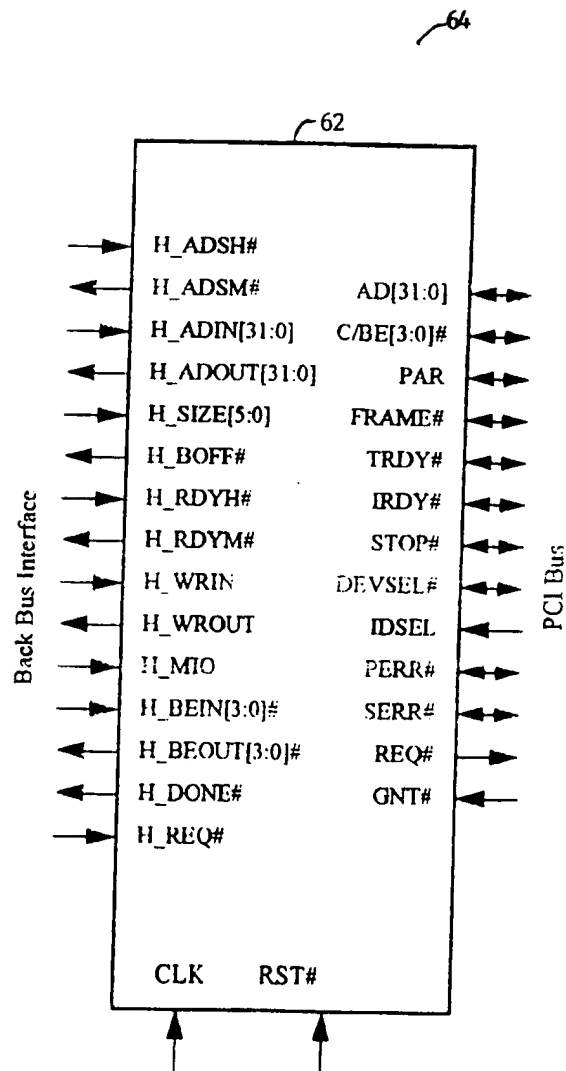 64
62
H_ADSH#
H_ADSM#
H_ADIN[31:0]
H_ADOUT[31:0]
H_SIZE[5:0]
H_BOFF#
H_RDYH#
H_RDYM#
H_WRIN
H_WROUT
H_MIO
H_BEIN[3:0]#
H_BEOUT[3:0]#
H_DONE#
H_REQ#
AD[31:0]
C/BE[3:0]#
PAR
FRAME#
TRDY#
IRDY#
STOP#
DEVSEL#
IDSEL
PERR#
SERR#
REQ#
GNT#
Back Bus Interface
PCI Bus
CLK RST#